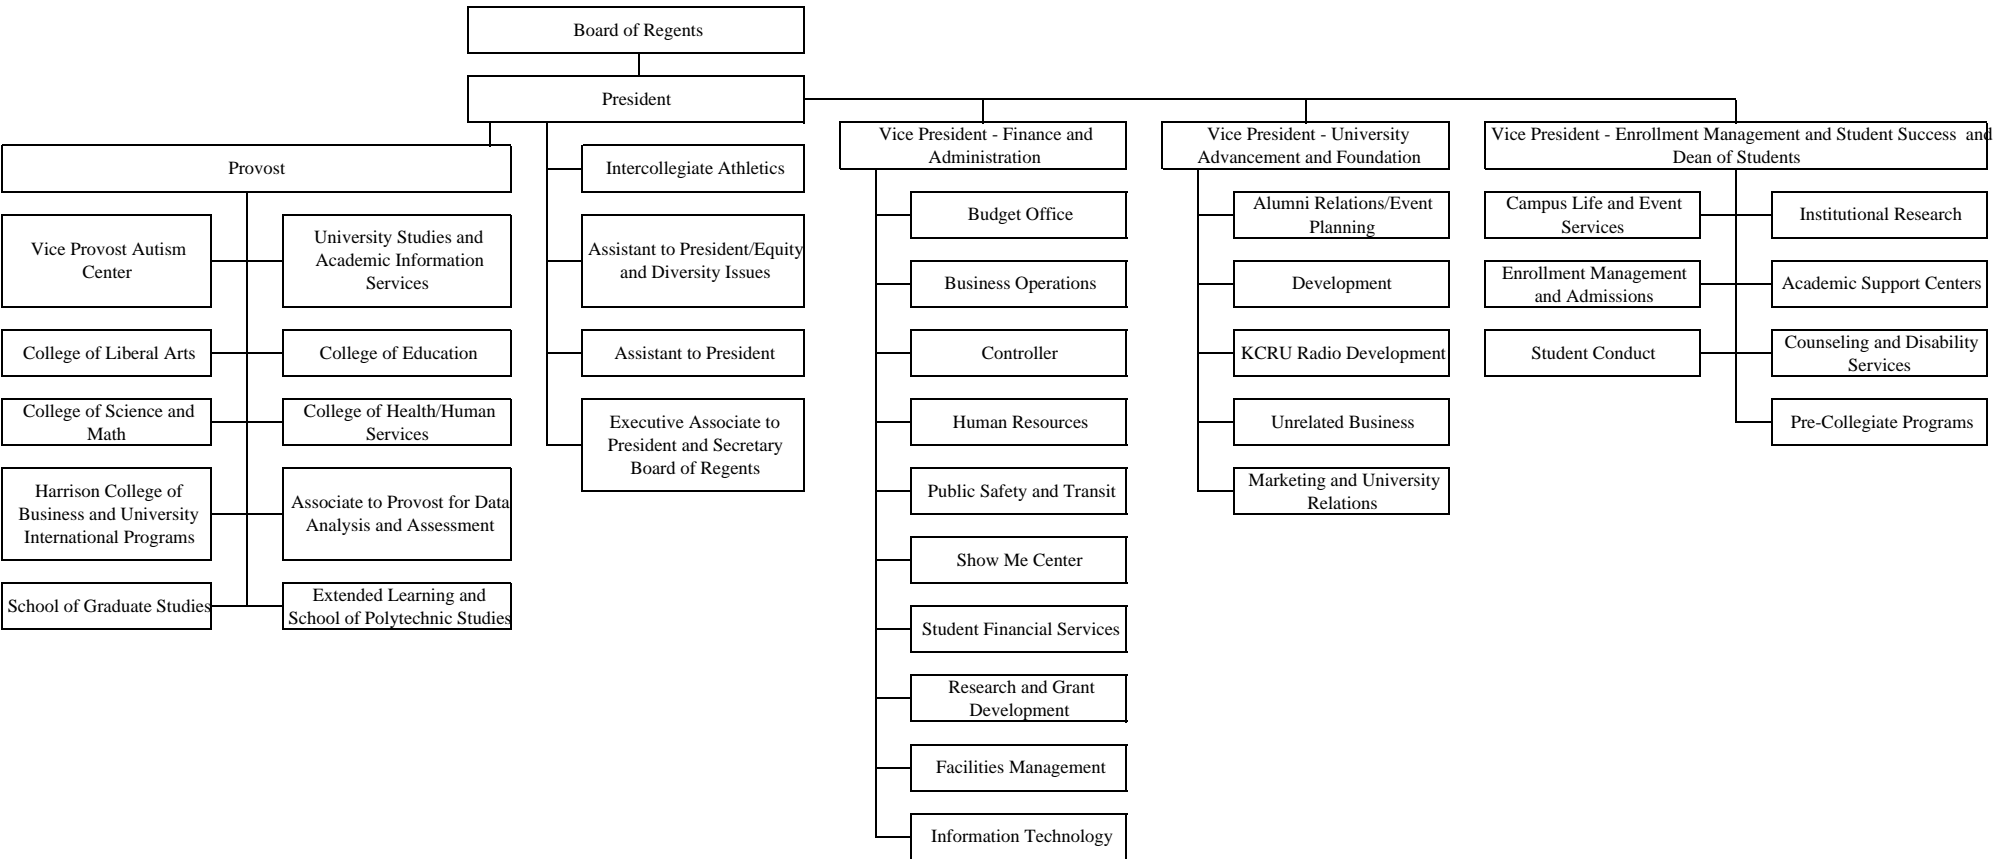 Board of Regents
President
Provost
Vice Provost Autism
Center
University Studies and
Academic Information
Services
College of Liberal Arts
College of Education
College of Science and
Math
College of Health/Human
Services
Harrison College of
Business and University
International Programs
Associate to Provost for Data
Analysis and Assessment
School of Graduate Studies
Extended Learning and
School of Polytechnic Studies
Intercollegiate Athletics
Assistant to President/Equity
and Diversity Issues
Assistant to President
Executive Associate to
President and Secretary
Board of Regents
Vice President - Finance and
Administration
Budget Office
Business Operations
Controller
Human Resources
Public Safety and Transit
Show Me Center
Student Financial Services
Research and Grant
Development
Facilities Management
Information Technology
Vice President - University
Advancement and Foundation
Alumni Relations/Event
Planning
Development
KCRU Radio Development
Unrelated Business
Marketing and University
Relations
Vice President - Enrollment Management and Student Success  and
Dean of Students
Campus Life and Event
Services
Institutional Research
Enrollment Management
and Admissions
Academic Support Centers
Student Conduct
Counseling and Disability
Services
Pre-Collegiate Programs